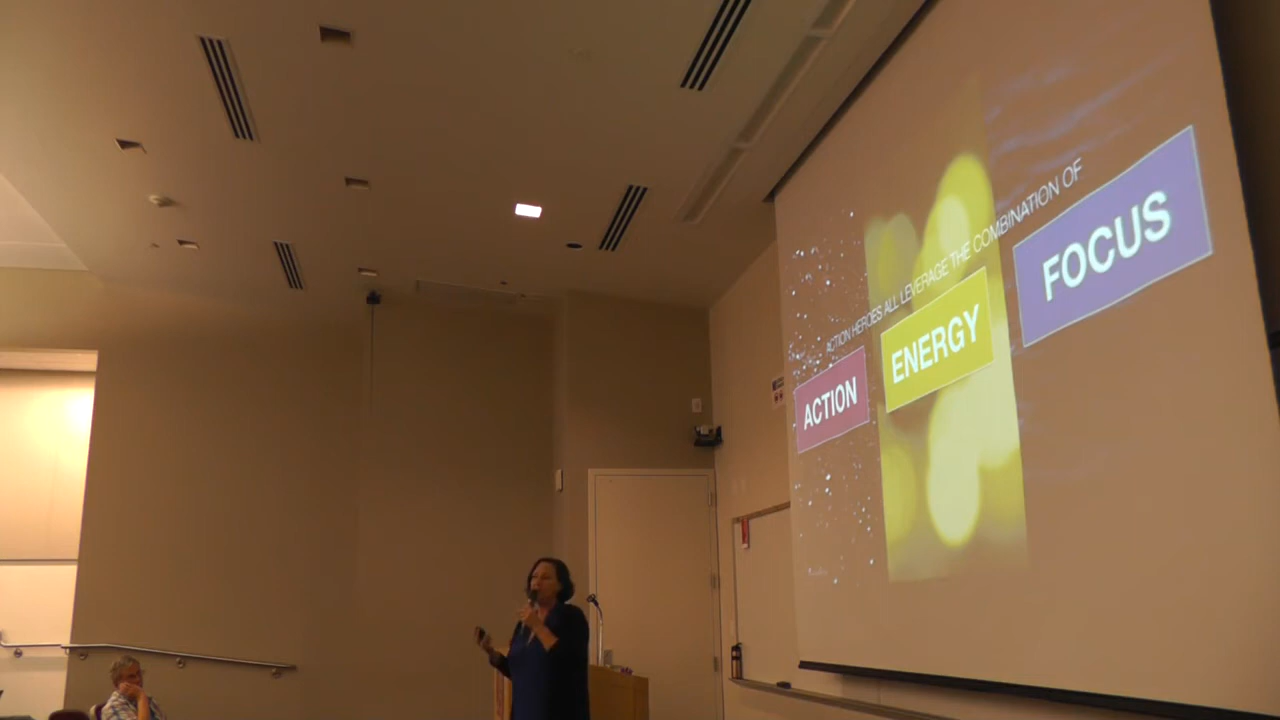 ACTION HEROES ALL LEVERAGE THE COMBINATION OF
ACTION
ENERGY
FOCUS